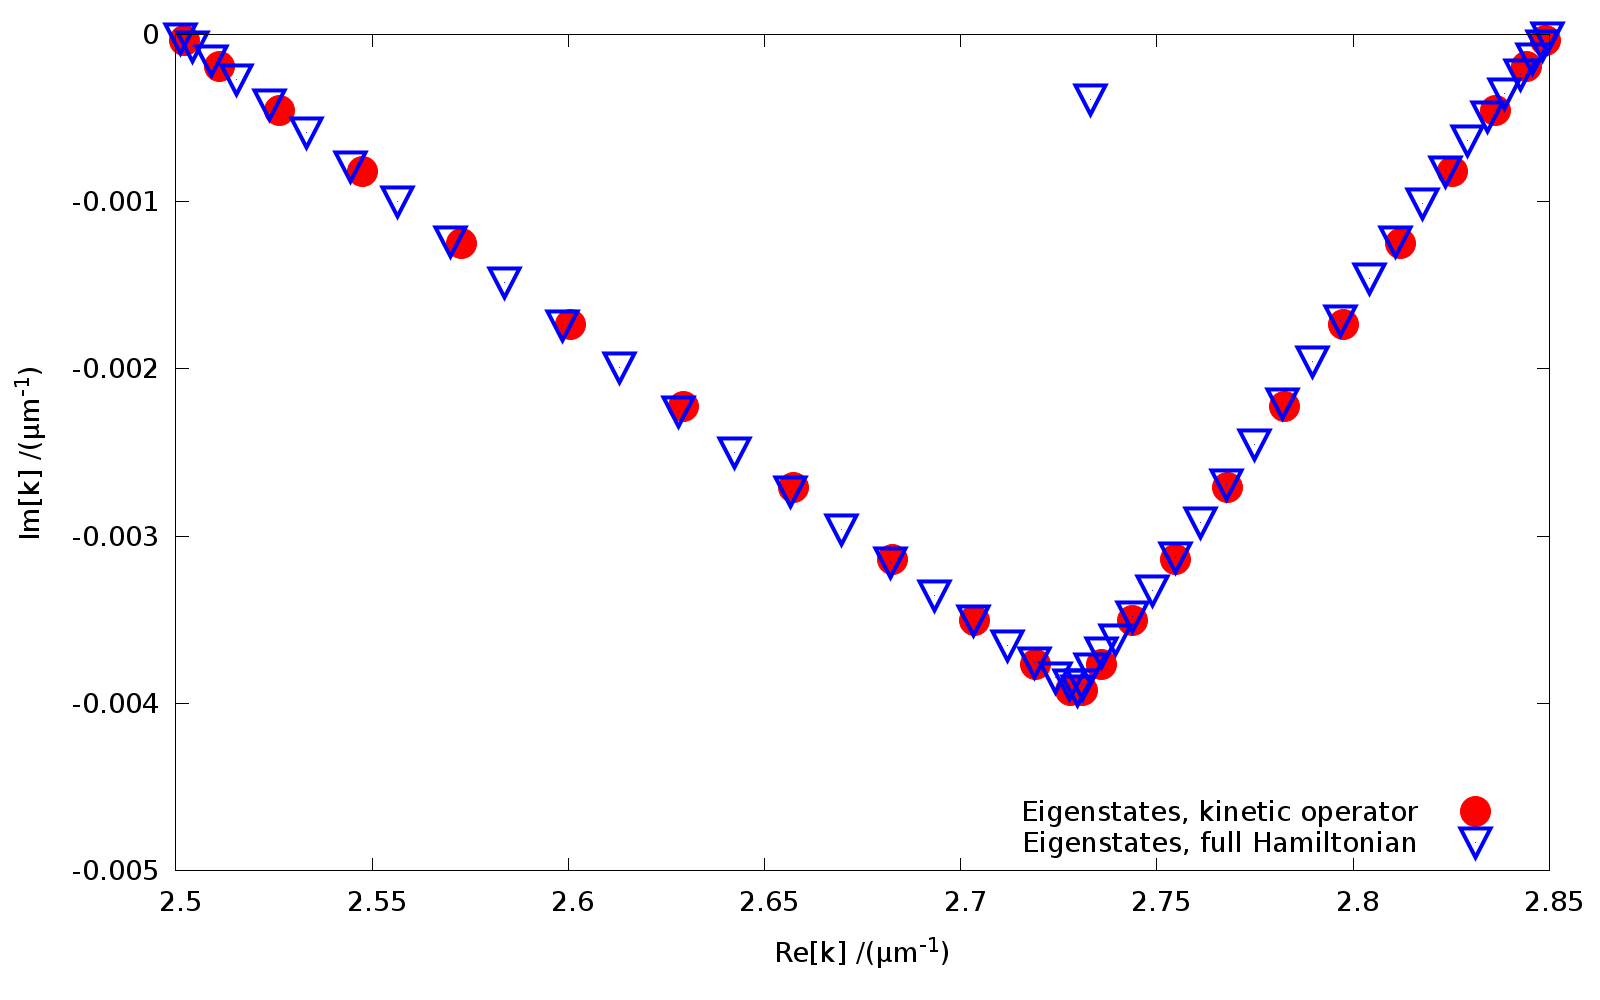 0
-0.001
-0.002
-0.003
-0.004
-0.005
2.5 2.55 2.6 2.65 2.7 2.75 2.8 2.85
Im[k] /(μm-1)
Re[k] /(μm-1)
Eigenstates, kinetic operator
Eigenstates, full Hamiltonian